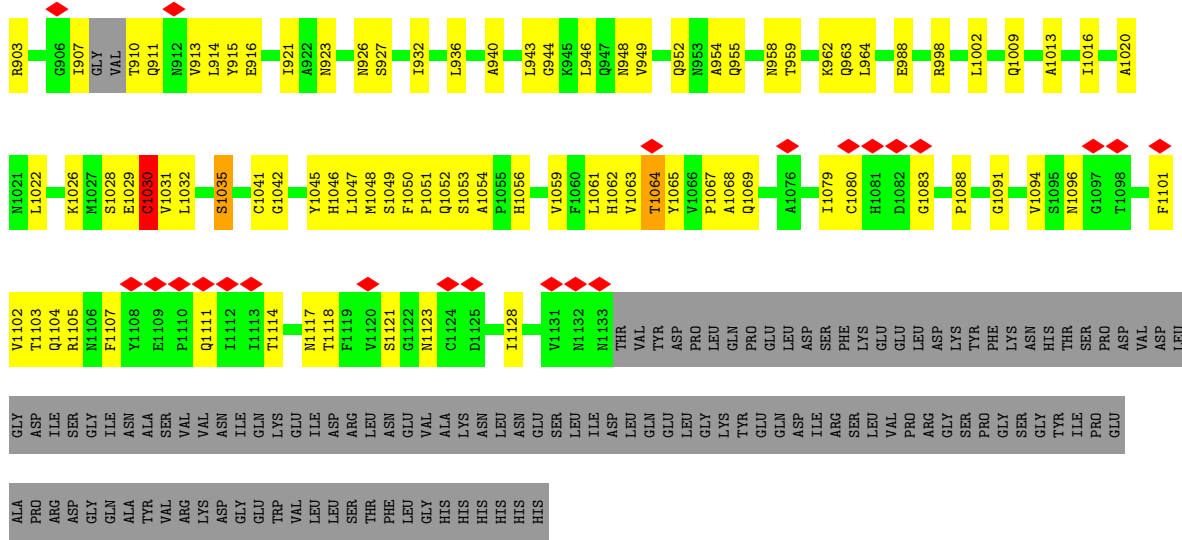 R903 G906 I907 GLY VAL T910 Q911 N912 V913 L914 Y915 E916 I921 A922 N923 N926 S927 I932 L936 A940 L943 G944 K945 L946 Q947 N948 V949 Q952 N953 A954 Q955 N958 T959 K962 Q963 L964 E988 R998 L1002 Q1009 A1013 I1016 A1020
N1021 L1022 K1026 M1027 S1028 E1029 C1030 V1031 L1032 S1035 C1041 G1042 Y1045 H1046 L1047 M1048 S1049 F1050 P1051 Q1052 S1053 A1054 P1055 H1056 V1059 F1060 L1061 H1062 V1063 T1064 Y1065 V1066 P1067 A1068 Q1069 A1076 I1079 C1080 H1081 D1082 G1083 P1088 G1091 V1094 S1095 N1096 G1097 T1098 F1101
V1102 T1103 Q1104 R1105 N1106 F1107 Y1108 E1109 P1110 Q1111 I1112 I1113 T1114 N1117 T1118 F1119 V1120 S1121 G1122 N1123 C1124 D1125 I1128 V1131 N1132 N1133 THR VAL TYR ASP PRO LEU GLN PRO GLU LEU ASP SER PHE LYS GLU GLU LEU ASP LYS TYR PHE LYS ASN HIS THR SER PRO ASP VAL ASP LEU
GLY ASP ILE SER GLY ILE ASN ALA SER VAL VAL ASN ILE GLN LYS GLU ILE ASP ARG LEU ASN GLU VAL ALA LYS ASN LEU ASN GLU SER LEU ILE ASP LEU GLN GLU LEU GLY LYS TYR GLU GLN ASP ILE ARG SER LEU VAL PRO ARG GLY SER PRO GLY SER GLY TYR ILE PRO GLU
ALA PRO ARG ASP GLY GLN ALA TYR VAL ARG LYS ASP GLY GLU TRP VAL LEU LEU SER THR PHE LEU GLY HIS HIS HIS HIS HIS HIS